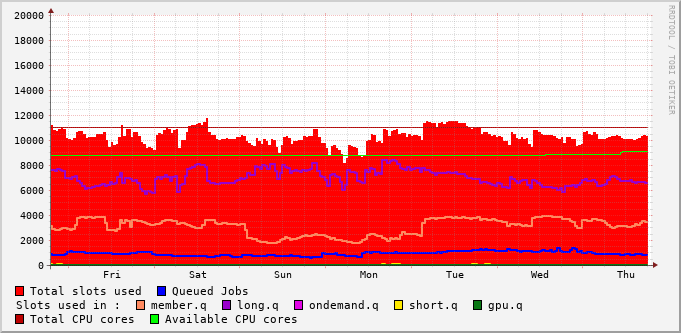 RRDTOOL / TOBI OETIKER
20000
18000
16000
14000
12000
10000
8000
6000
4000
2000
0
Fri Sat Sun Mon Tue Wed Thu
Total slots used Queued Jobs
Slots used in : member.q long.q ondemand.q short.q gpu.q
Total CPU cores Available CPU cores